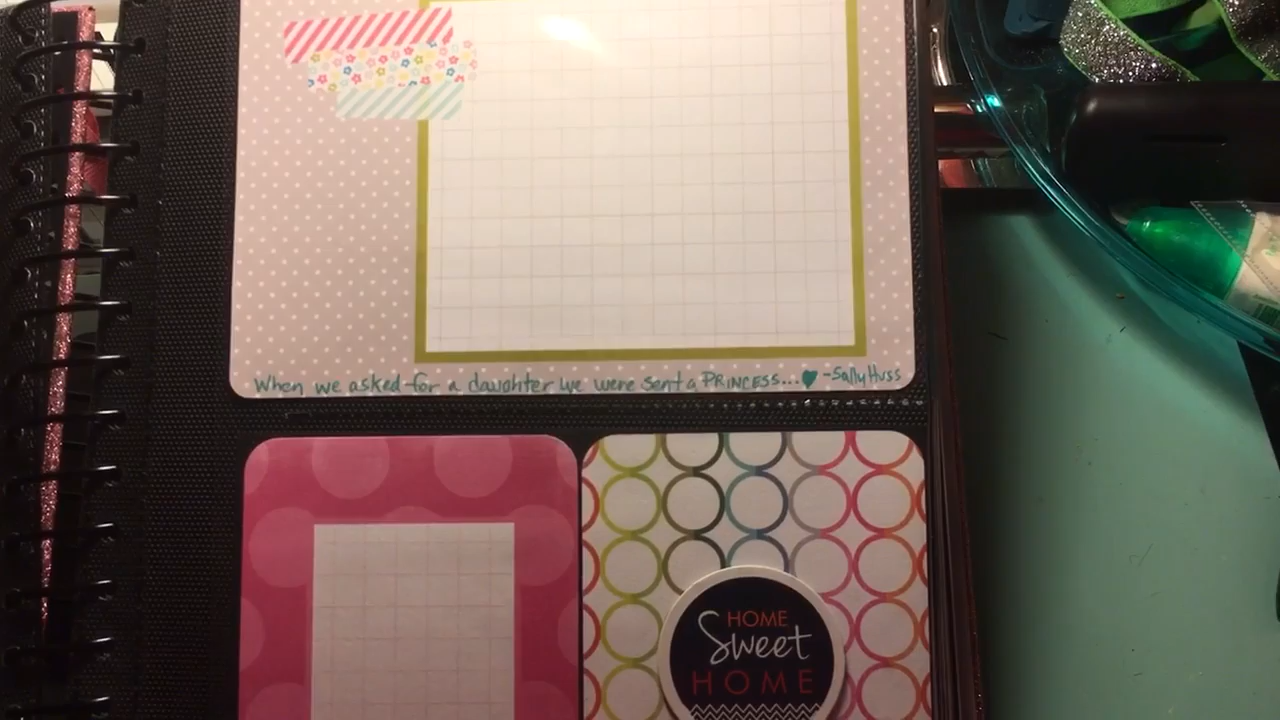 When we asked for a daughter we were sent a PRINCESS...♥ -Sally Huss
HOME
Sweet
HOME